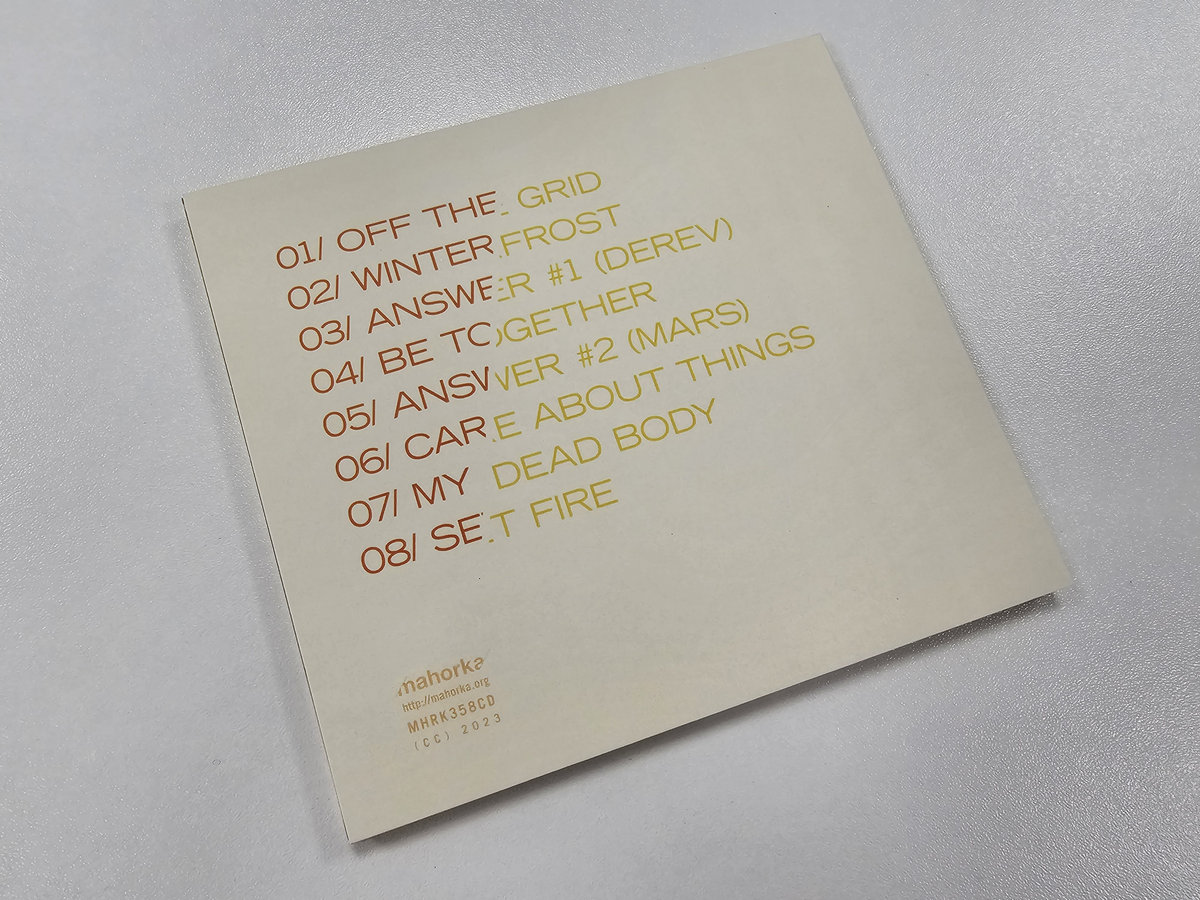 01/ OFF THE GRID
02/ WINTER FROST
03/ ANSWER #1 (DEREV)
04/ BE TOGETHER
05/ ANSWER #2 (MARS)
06/ CARE ABOUT THINGS
07/ MY DEAD BODY
08/ SET FIRE
mahorka
http://mahorka.org
MHRK358CD
(CC) 2023